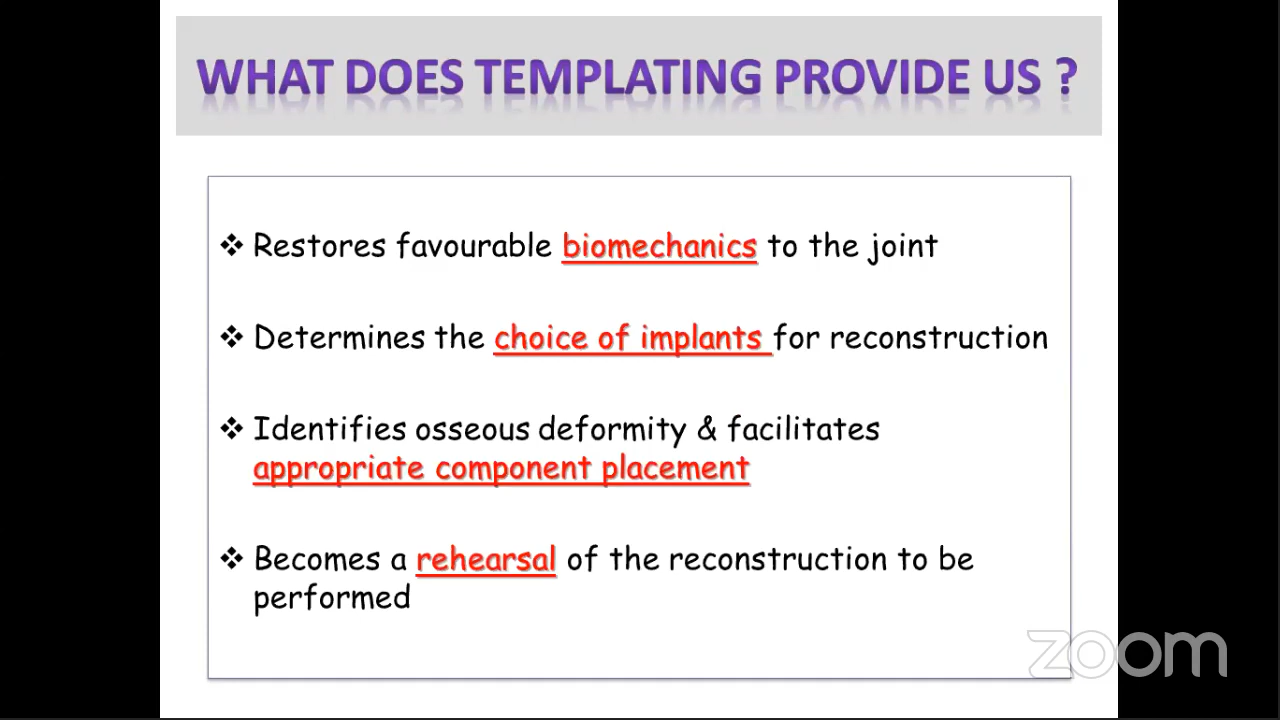 WHAT DOES TEMPLATING PROVIDE US ?
❖ Restores favourable biomechanics to the joint
❖ Determines the choice of implants for reconstruction
❖ Identifies osseous deformity & facilitates
appropriate component placement
❖ Becomes a rehearsal of the reconstruction to be
performed
zoom